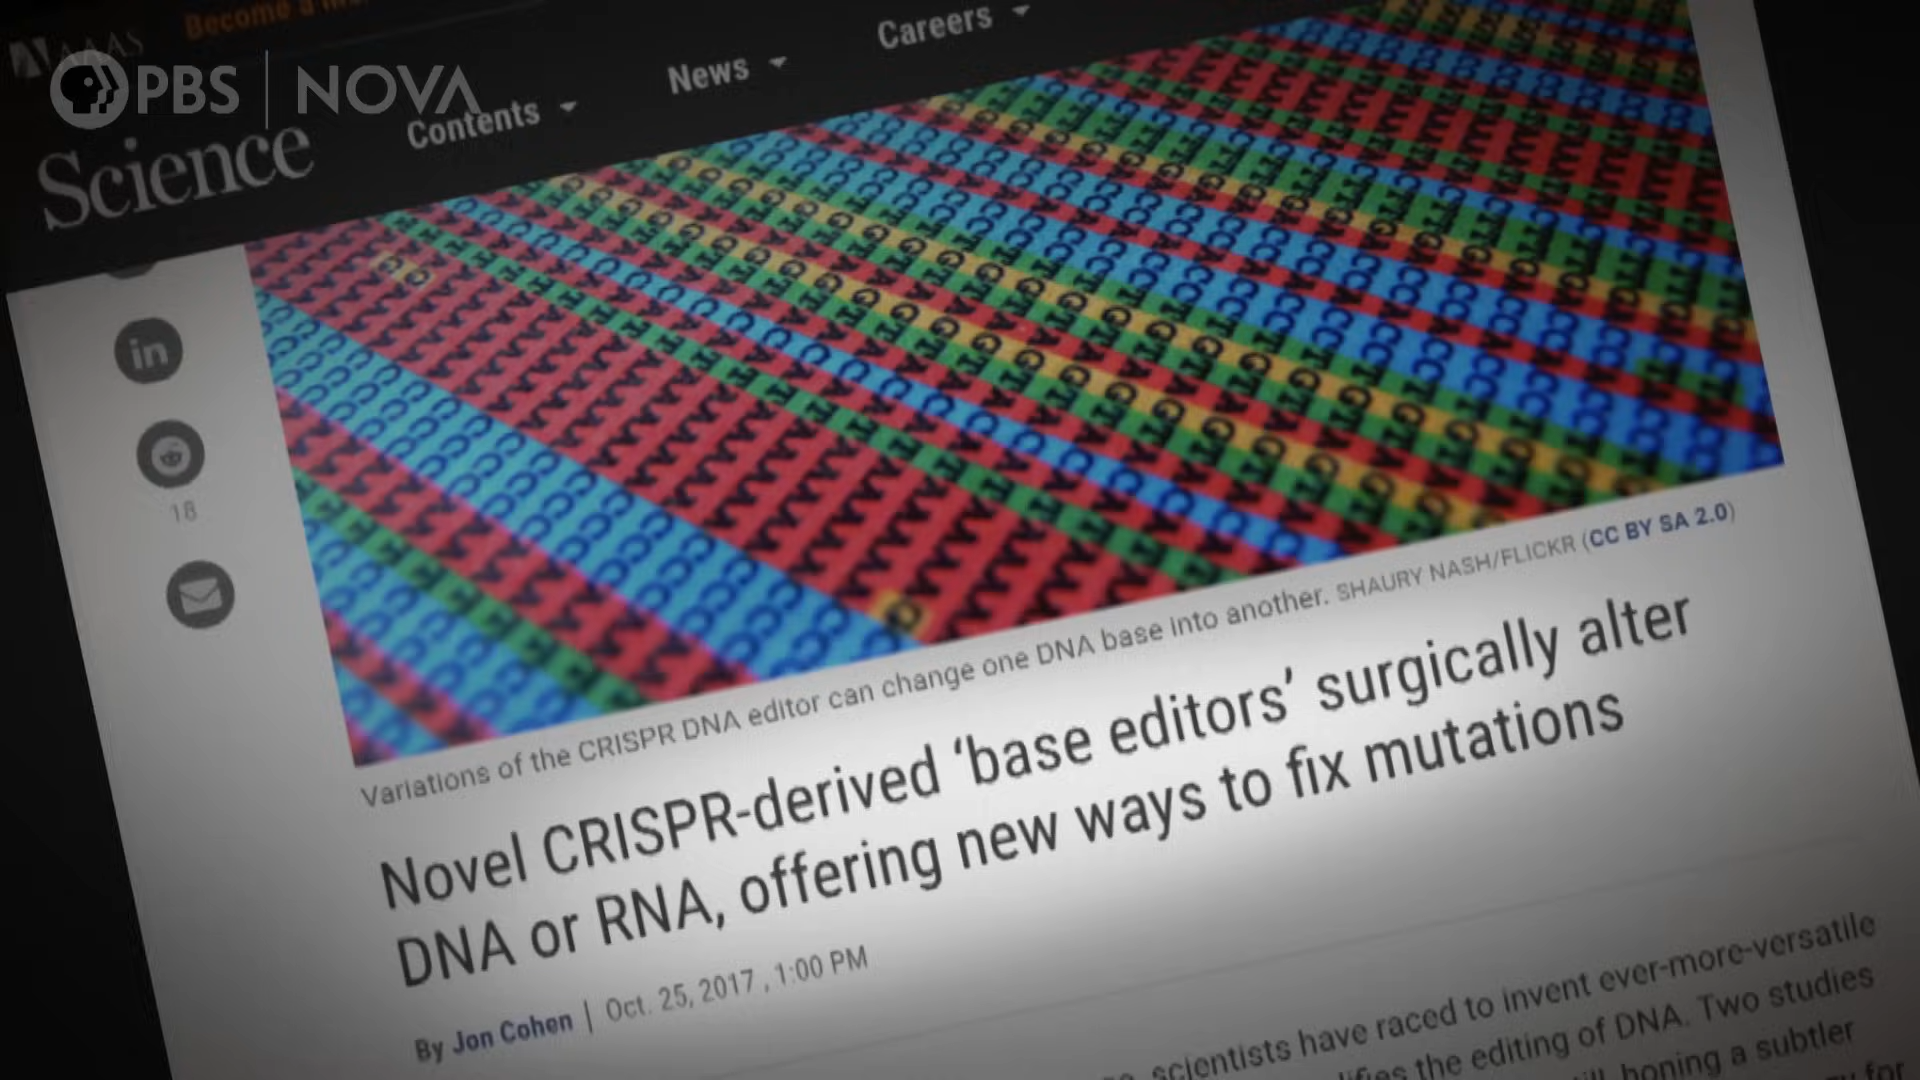 AAAS
Become a
PBS | NOVA
Science
Contents
News
Careers
18
Variations of the CRISPR DNA editor can change one DNA base into another. SHAURY NASH/FLICKR (CC BY SA 2.0)
Novel CRISPR-derived ‘base editors’ surgically alter
DNA or RNA, offering new ways to fix mutations
By Jon Cohen | Oct. 25, 2017 , 1:00 PM
scientists have raced to invent ever-more-versatile
the editing of DNA. Two studies
honing a subtler
for